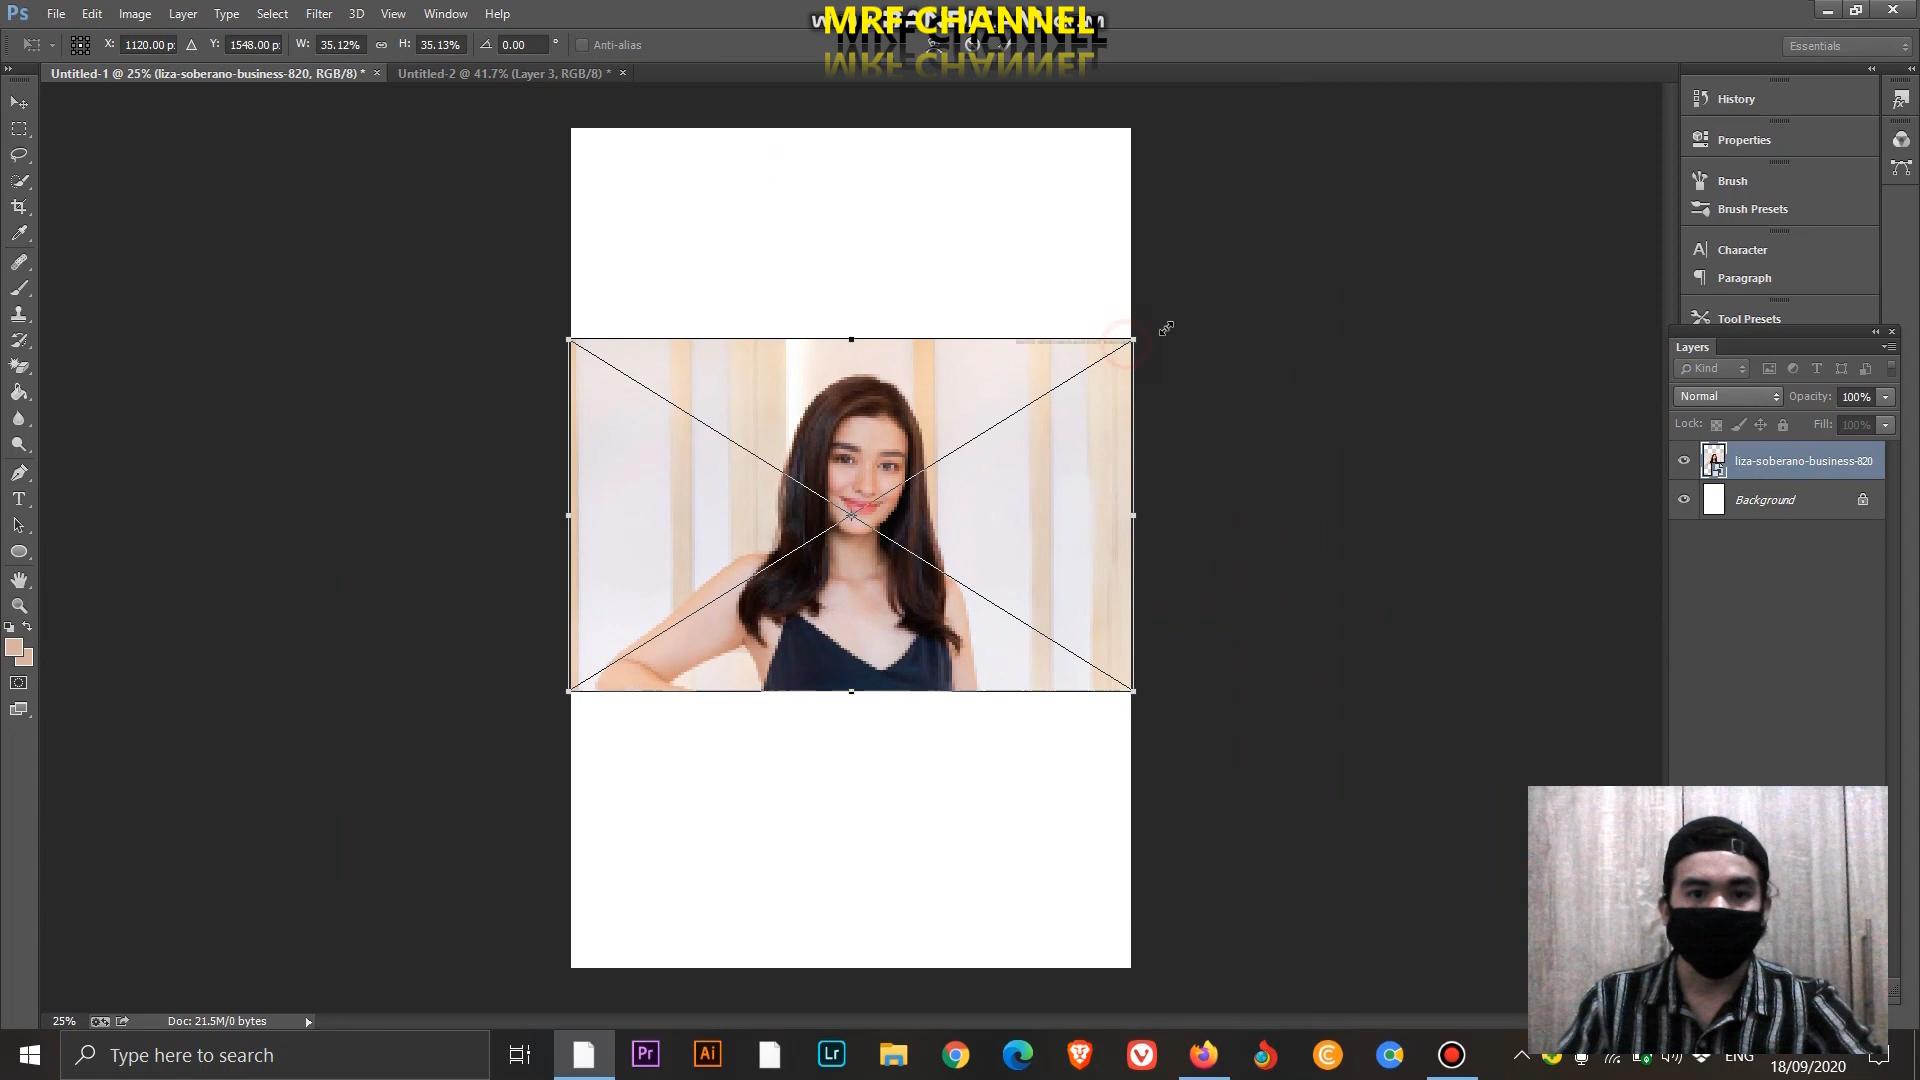 Ps File Edit Image Layer Type Select Filter 3D View Window Help
MRF CHANNEL
X: 1120.00 p: Y: 1548.00 p: W: 35.12% H: 35.13% 0.00 ° Anti-alias
Essentials
Untitled-1 @ 25% (liza-soberano-business-820, RGB/8) * × Untitled-2 @ 41.7% (Layer 3, RGB/8) * ×
History
Properties
Brush
Brush Presets
Character
Paragraph
Tool Presets
Layers
Kind
Normal Opacity: 100%
Lock: Fill: 100%
liza-soberano-business-820
Background
25% Doc: 21.5M/0 bytes
Type here to search
Pr
Ai
Lr
ENG
18/09/2020